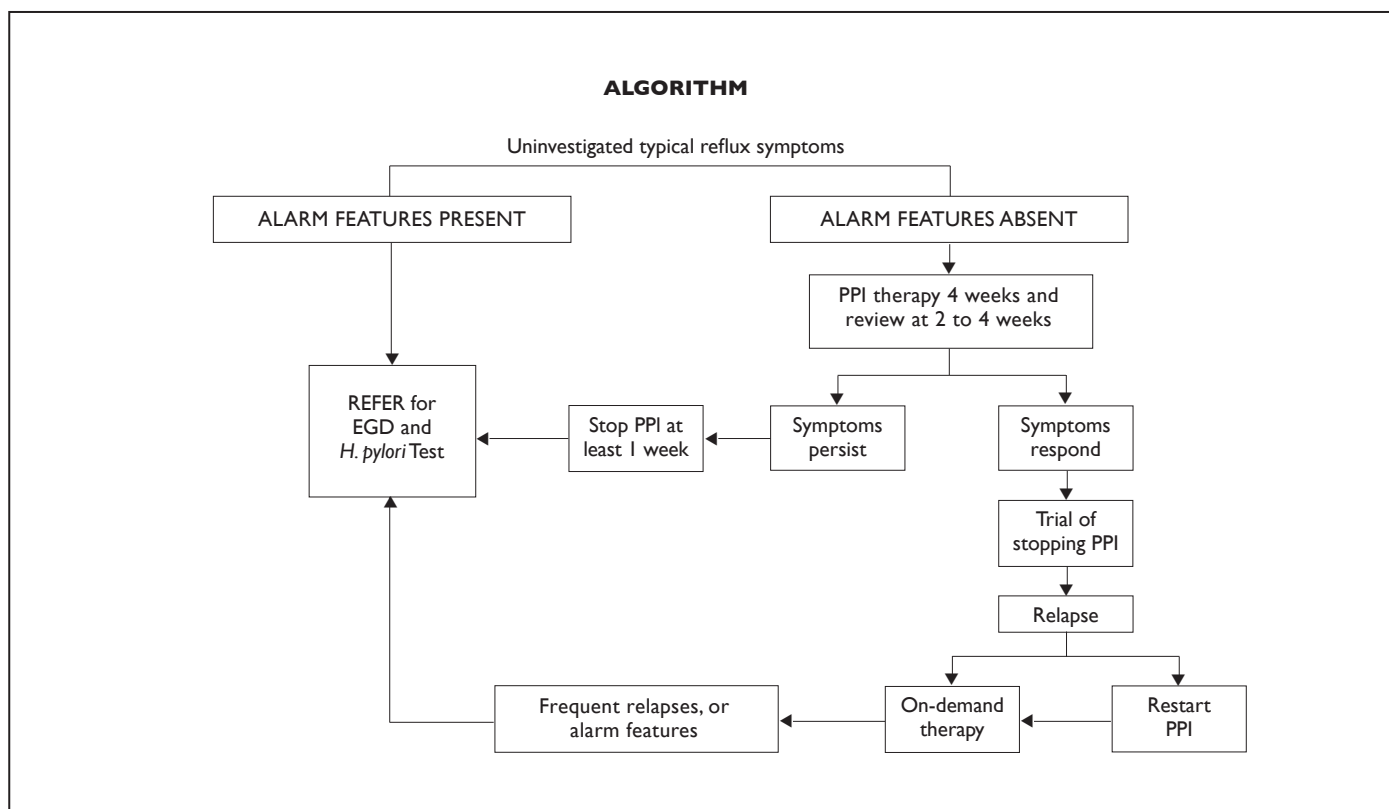 ALGORITHM
Uninvestigated typical reflux symptoms
ALARM FEATURES PRESENT
ALARM FEATURES ABSENT
PPI therapy 4 weeks and
review at 2 to 4 weeks
REFER for
EGD and
H. pylori Test
Stop PPI at
least 1 week
Symptoms
persist
Symptoms
respond
Trial of
stopping PPI
Relapse
Frequent relapses, or
alarm features
On-demand
therapy
Restart
PPI